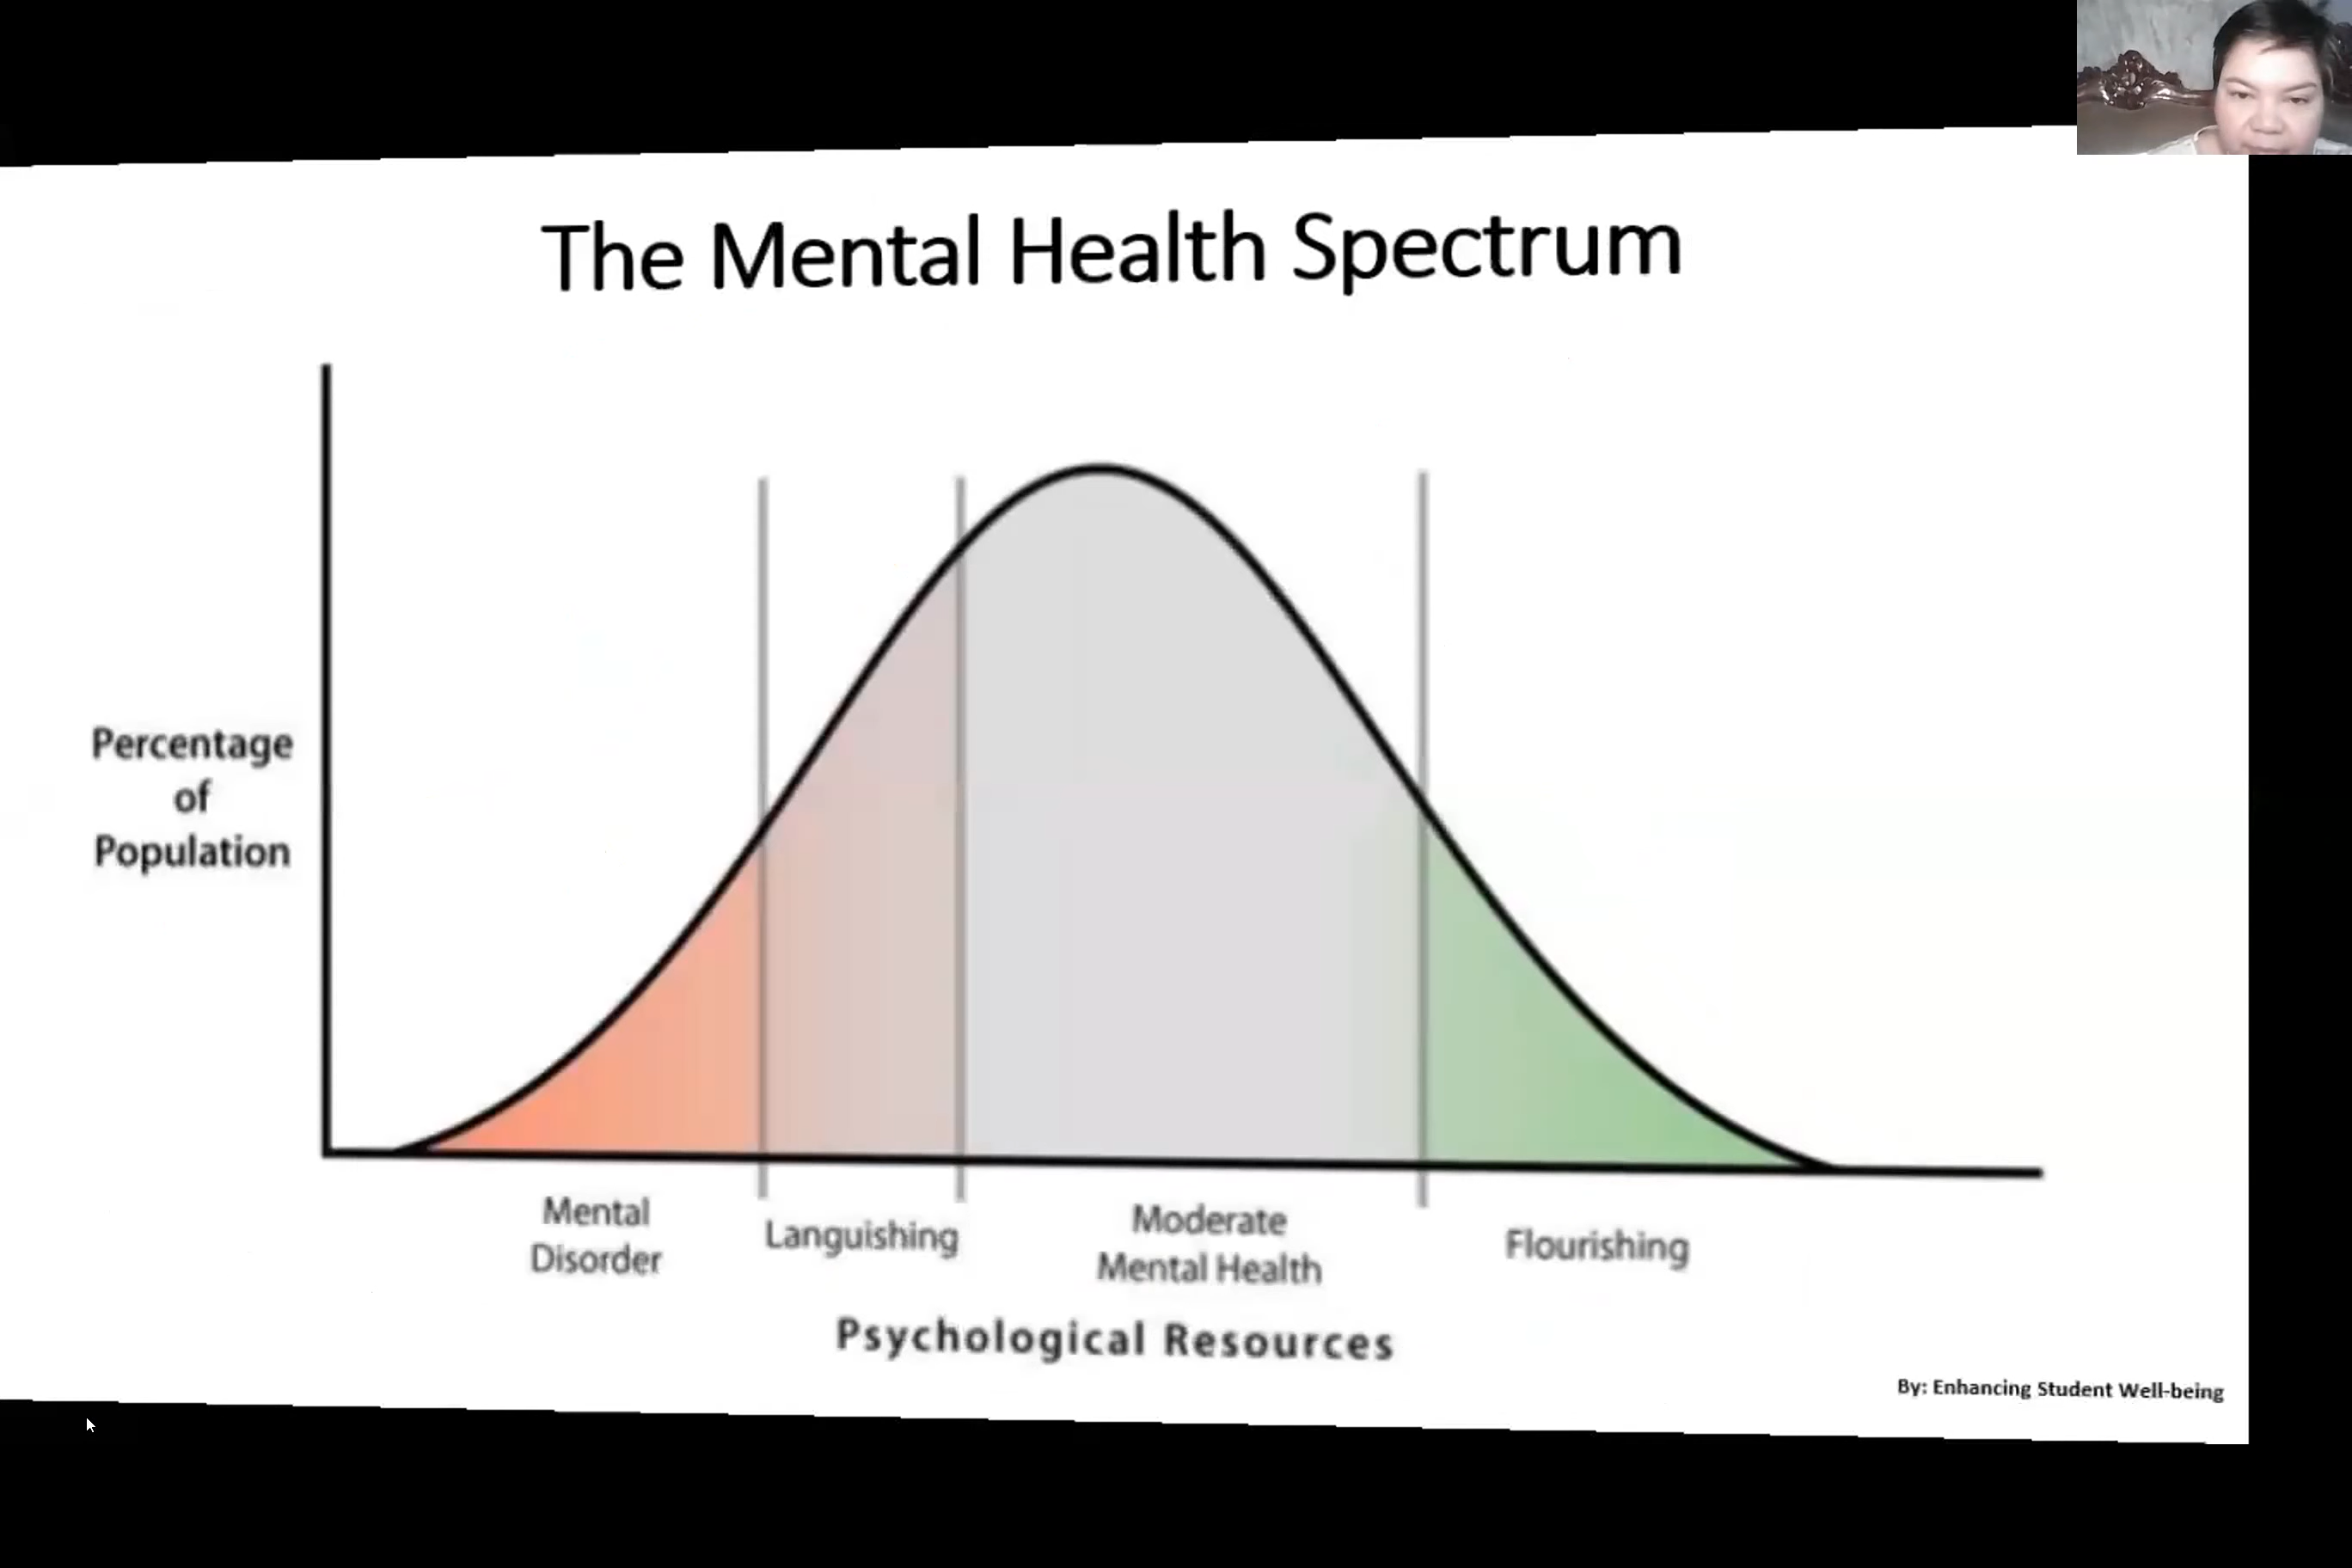 The Mental Health Spectrum
Percentage
of
Population
Mental
Disorder
Languishing
Moderate
Mental Health
Flourishing
Psychological Resources
By: Enhancing Student Well-being